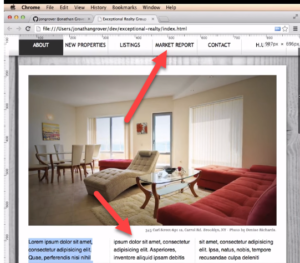 Chrome File Edit View History Bookmarks Window Help
Exceptional Realty Group
file:///Users/jonathangrover/dev/exceptional-realty/index.html
ABOUT NEW PROPERTIES LISTINGS MARKET REPORT CONTACT
Lorem ipsum dolor sit amet,
consectetur adipisicing elit.
Quae, perferendis nisi nihil
ipsum dolor sit amet, consectetur
adipisicing elit. Asperiores,
inventore aliquid ipsam debitis
sit amet, consectetur adipisicing
elit. Ipsa, natus, nobis, tempore
recusandae culpa deleniti